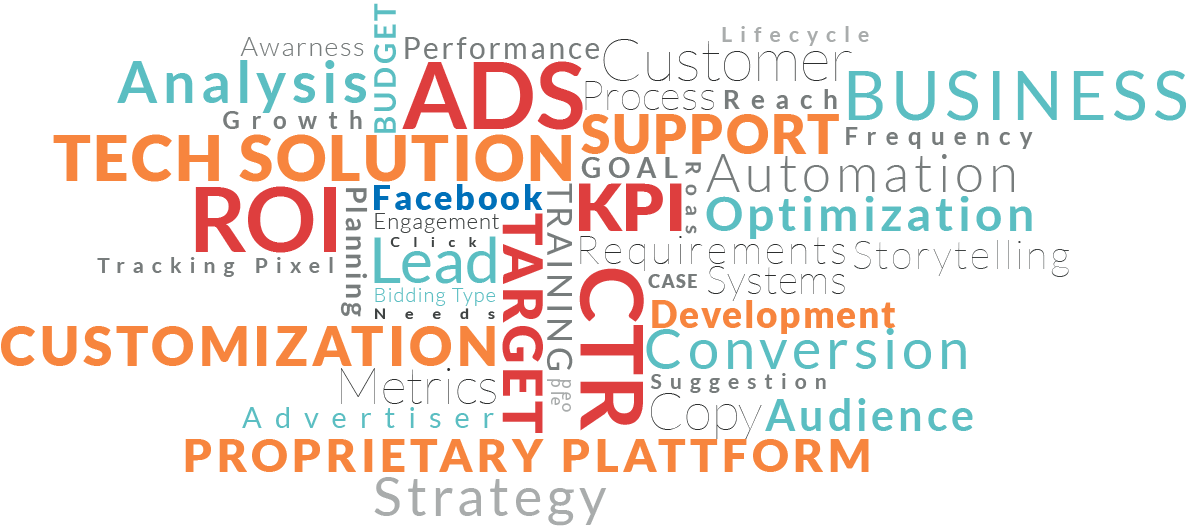 Lifecycle
Awarness
BUDGET
Performance
Customer
Analysis
ADS
Process
Reach
BUSINESS
Growth
TECH SOLUTION
SUPPORT
Frequency
GOAL
Roas
Automation
ROI
Planning
Facebook
TRAINING
KPI
Optimization
Engagement
Click
TARGET
Requirements
Storytelling
Tracking Pixel
Lead
CTR
CASE
Systems
Bidding Type
Needs
Development
CUSTOMIZATION
Conversion
Metrics
peo
ple
Suggestion
Advertiser
Copy
Audience
PROPRIETARY PLATTFORM
Strategy